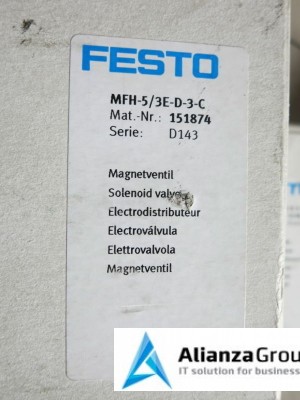 FESTO
MFH-5/3E-D-3-C
Mat.-Nr.: 151874
Serie: D143
Magnetventil
Solenoid valve
Electrodistributeur
Electroválvula
Elettrovalvola
Magnetventil
AlianzaGrou
IT solution for business